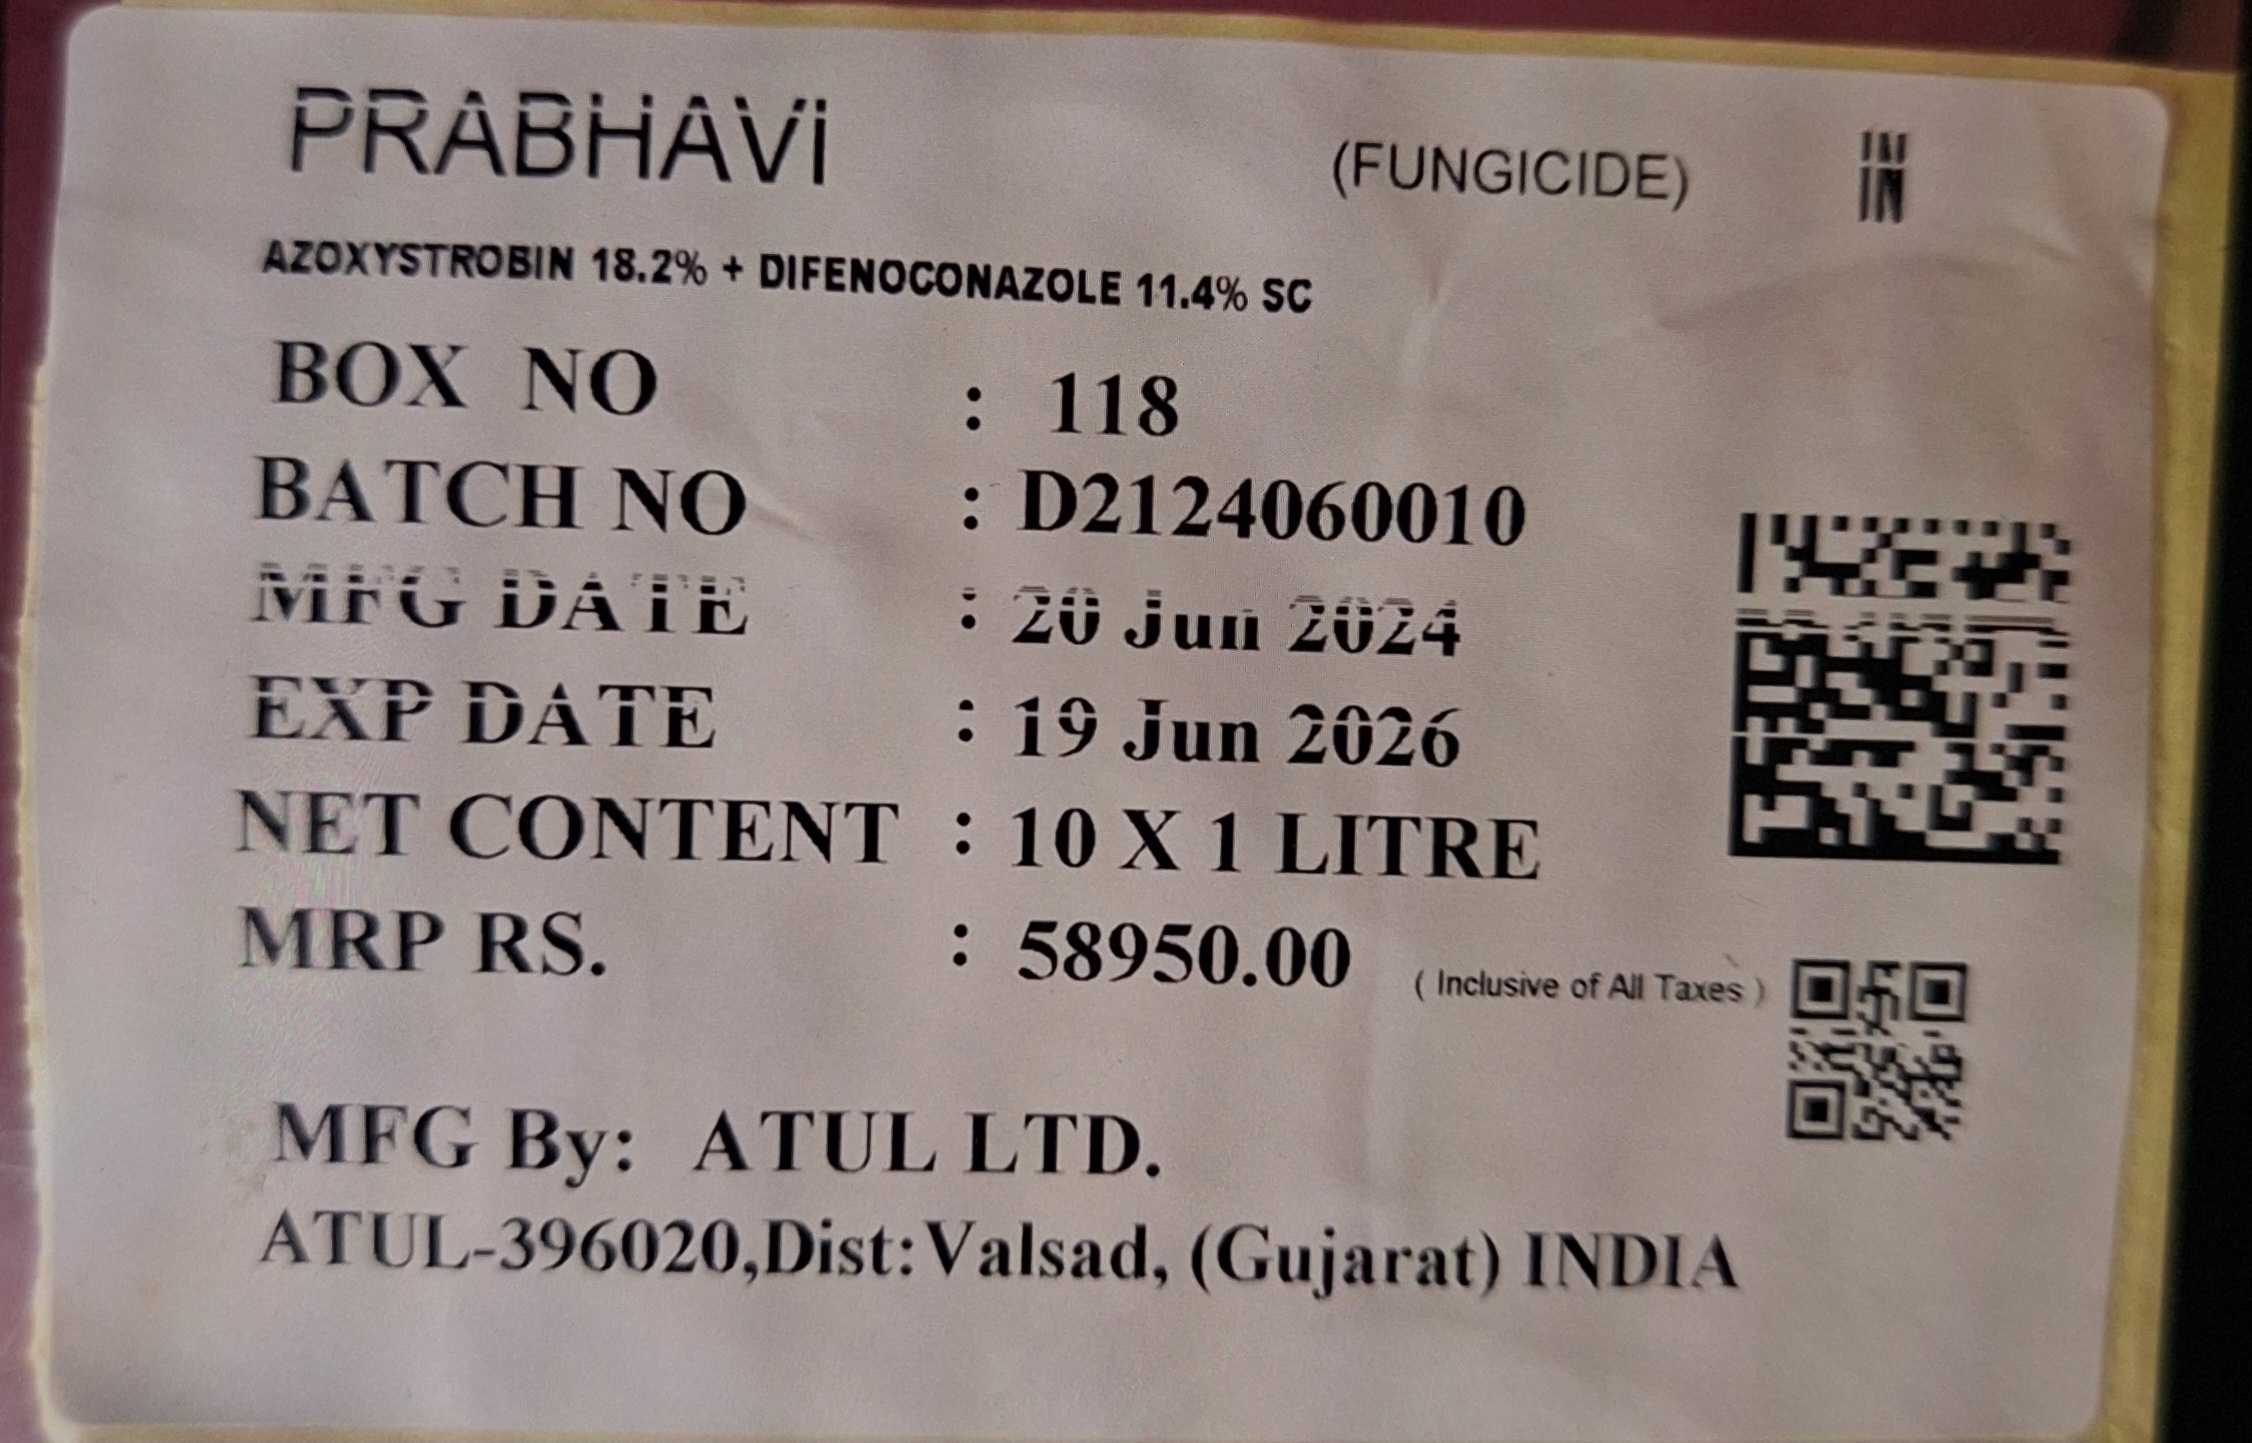 PRABHAVi (FUNGICIDE) IN
AZOXYSTROBIN 18.2% + DIFENOCONAZOLE 11.4% SC
BOX NO : 118
BATCH NO : D2124060010
MFG DATE : 20 Jun 2024
EXP DATE : 19 Jun 2026
NET CONTENT : 10 X 1 LITRE
MRP RS. : 58950.00 ( Inclusive of All Taxes )
MFG By: ATUL LTD.
ATUL-396020,Dist:Valsad, (Gujarat) INDIA